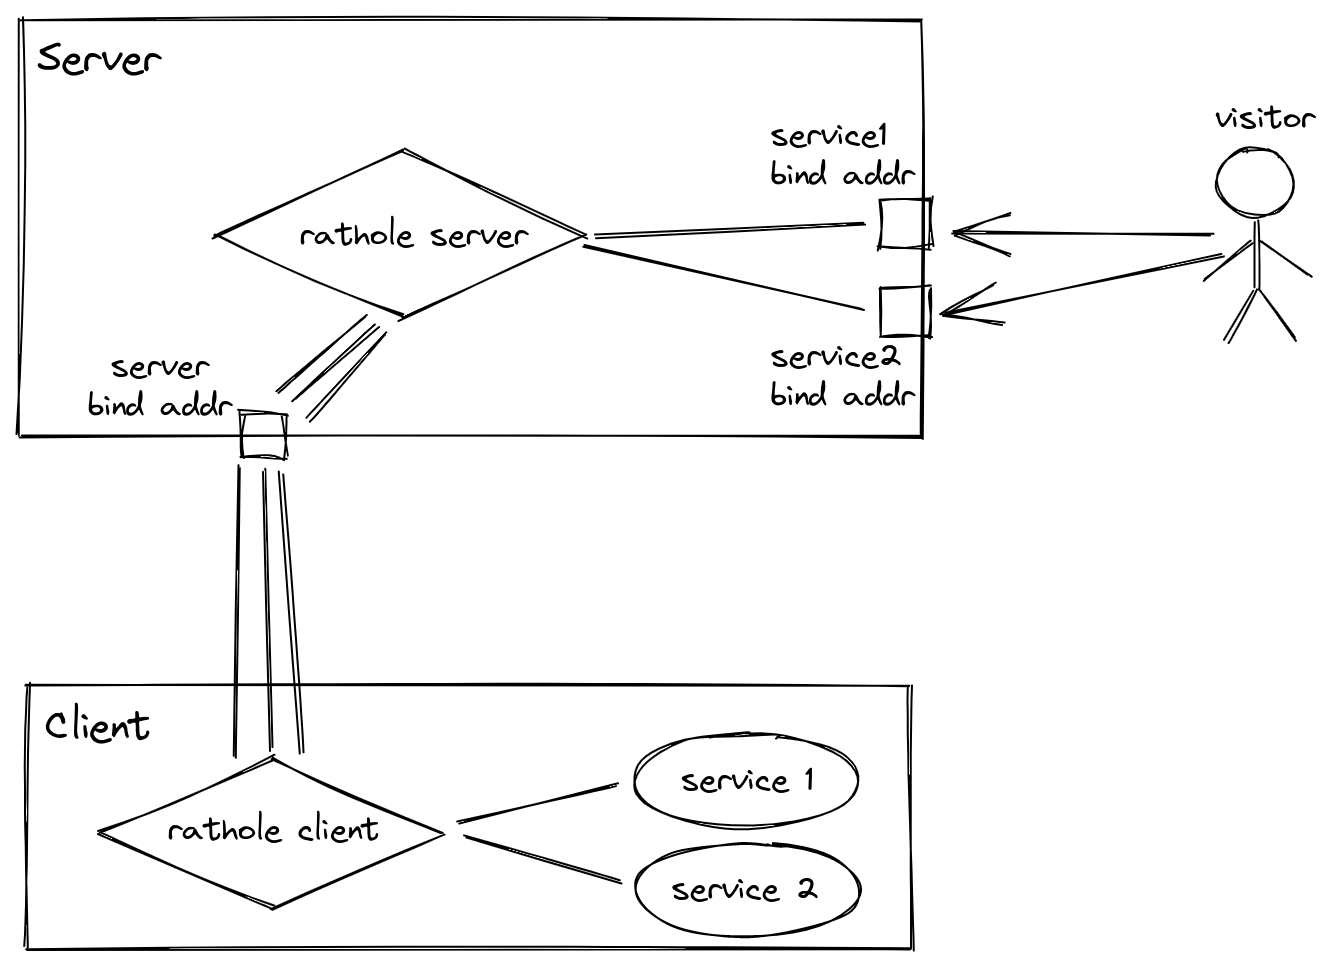 Server
visitor
service1
bind addr
rathole server
service2
bind addr
server
bind addr
Client
service 1
rathole client
service 2